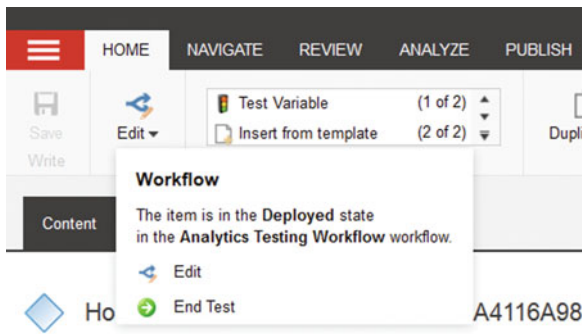 HOME NAVIGATE REVIEW ANALYZE PUBLISH
Test Variable (1 of 2)
Save Edit Insert from template (2 of 2) Dupli
Write
Workflow
Content The item is in the Deployed state
in the Analytics Testing Workflow workflow.
Edit
End Test
Ho A4116A98